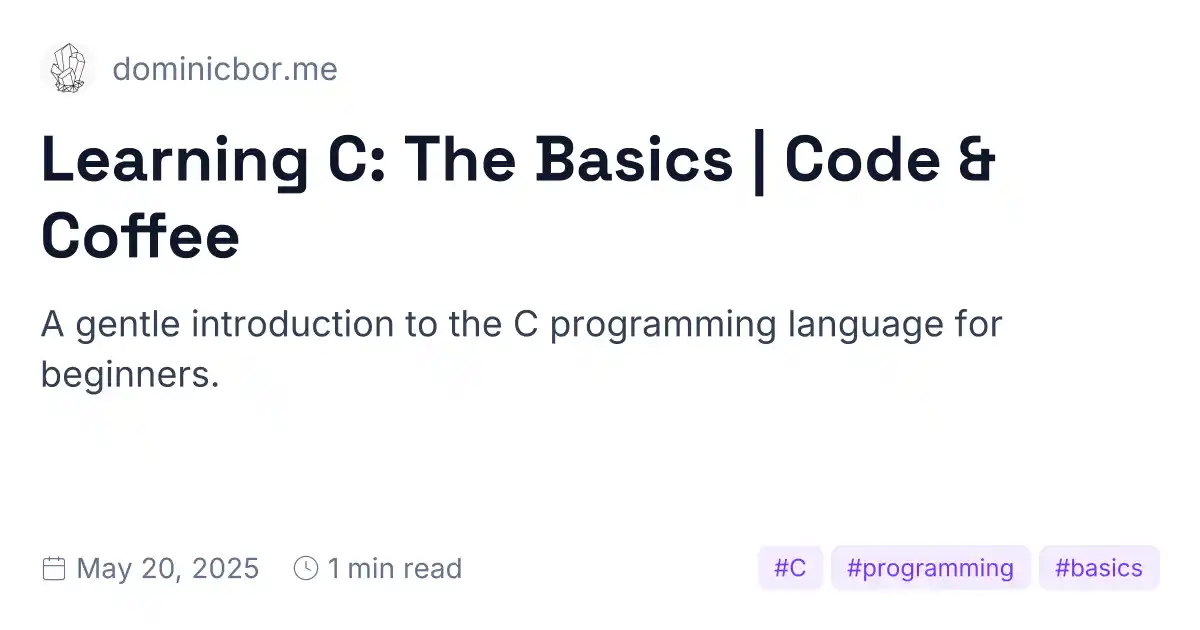 dominicbor.me
Learning C: The Basics | Code &
Coffee
A gentle introduction to the C programming language for
beginners.
May 20, 2025 1 min read #C #programming #basics